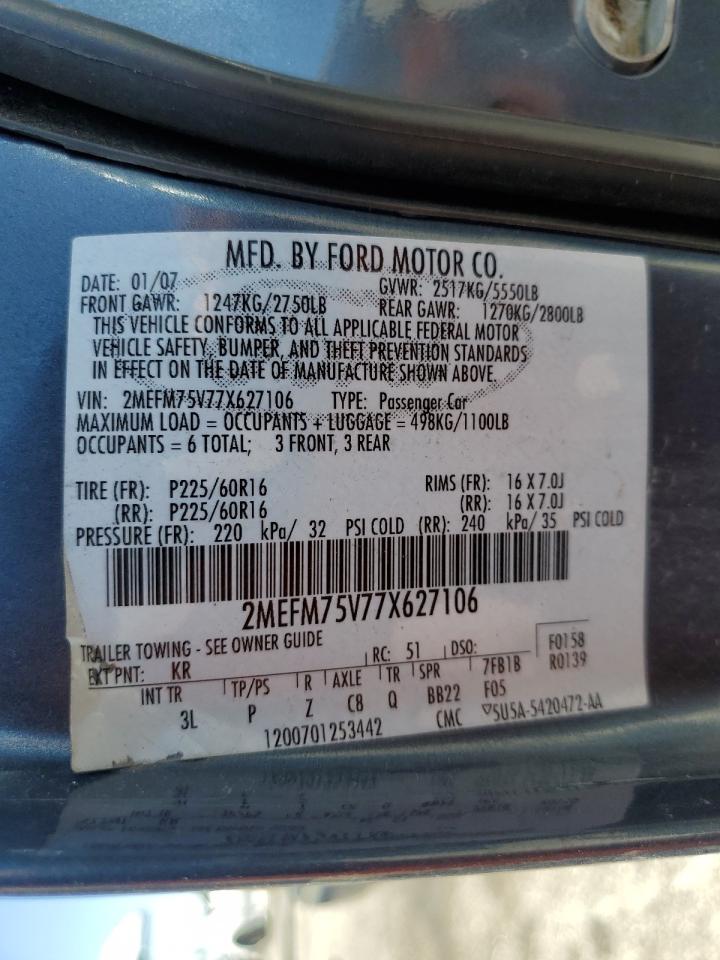 MFD. BY FORD MOTOR CO.
DATE: 01/07 GVWR: 2517KG/5550LB
FRONT GAWR: 1247KG/2750LB REAR GAWR: 1270KG/2800LB
THIS VEHICLE CONFORMS TO ALL APPLICABLE FEDERAL MOTOR
VEHICLE SAFETY, BUMPER, AND THEFT PREVENTION STANDARDS
IN EFFECT ON THE DATE OF MANUFACTURE SHOWN ABOVE.
VIN: 2MEFM75V77X627106 TYPE: Passenger Car
MAXIMUM LOAD = OCCUPANTS + LUGGAGE = 498KG/1100LB
OCCUPANTS = 6 TOTAL; 3 FRONT, 3 REAR
TIRE (FR): P225/60R16 RIMS (FR): 16 X 7.0J
(RR): P225/60R16 (RR): 16 X 7.0J
PRESSURE (FR): 220 kPa/ 32 PSI COLD (RR): 240 kPa/ 35 PSI COLD
2MEFM75V77X627106
TRAILER TOWING - SEE OWNER GUIDE
EXT PNT: KR RC: 51 DSO: F0158
R0139
INT TR TP/PS R AXLE TR SPR 7FB1B
3L P Z C8 Q BB22 F05
1200701253442 CMC ▽5U5A-5420472-AA